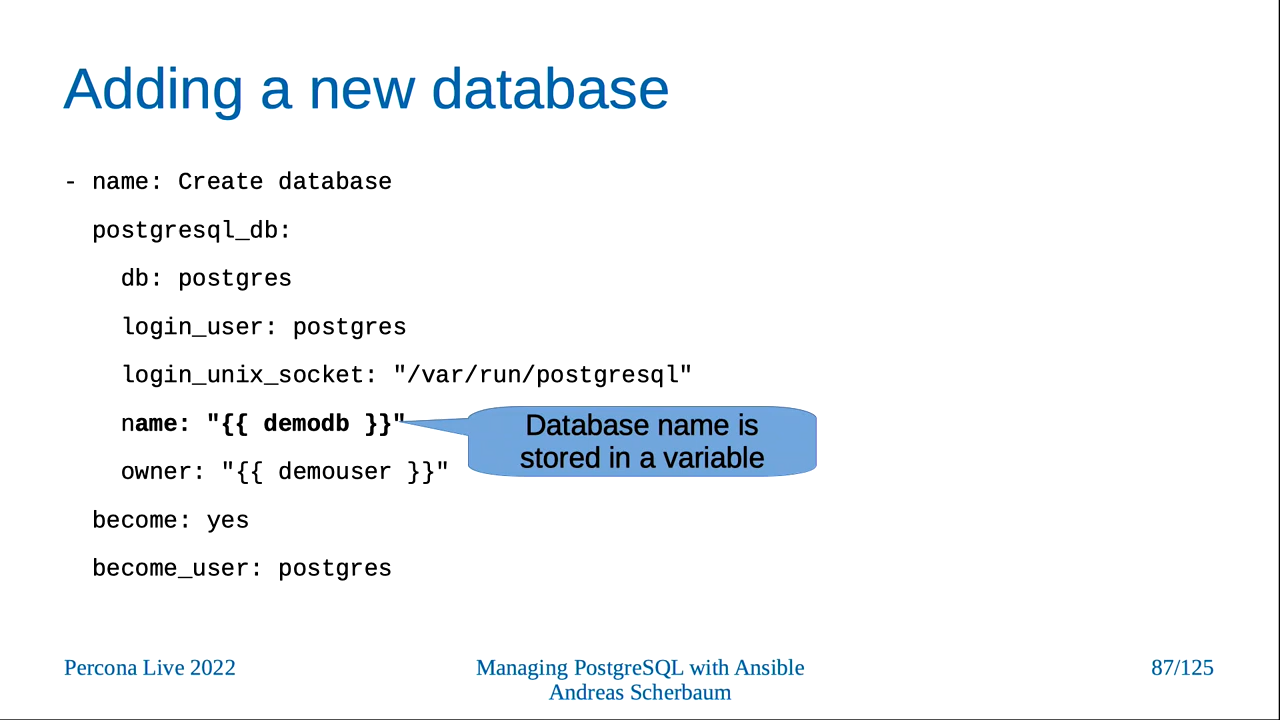 Adding a new database
- name: Create database
postgresql_db:
db: postgres
login_user: postgres
login_unix_socket: "/var/run/postgresql"
name: "{{ demodb }}"
Database name is
stored in a variable
owner: "{{ demouser }}"
become: yes
become_user: postgres
Percona Live 2022
Managing PostgreSQL with Ansible
Andreas Scherbaum
87/125